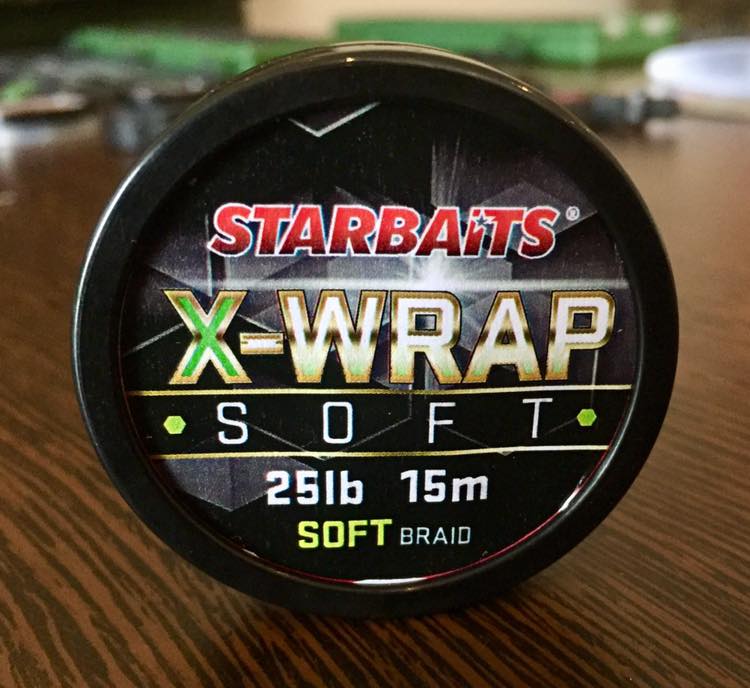 STARBAiTS®
X-WRAP
SOFT
25lb 15m
SOFT BRAID